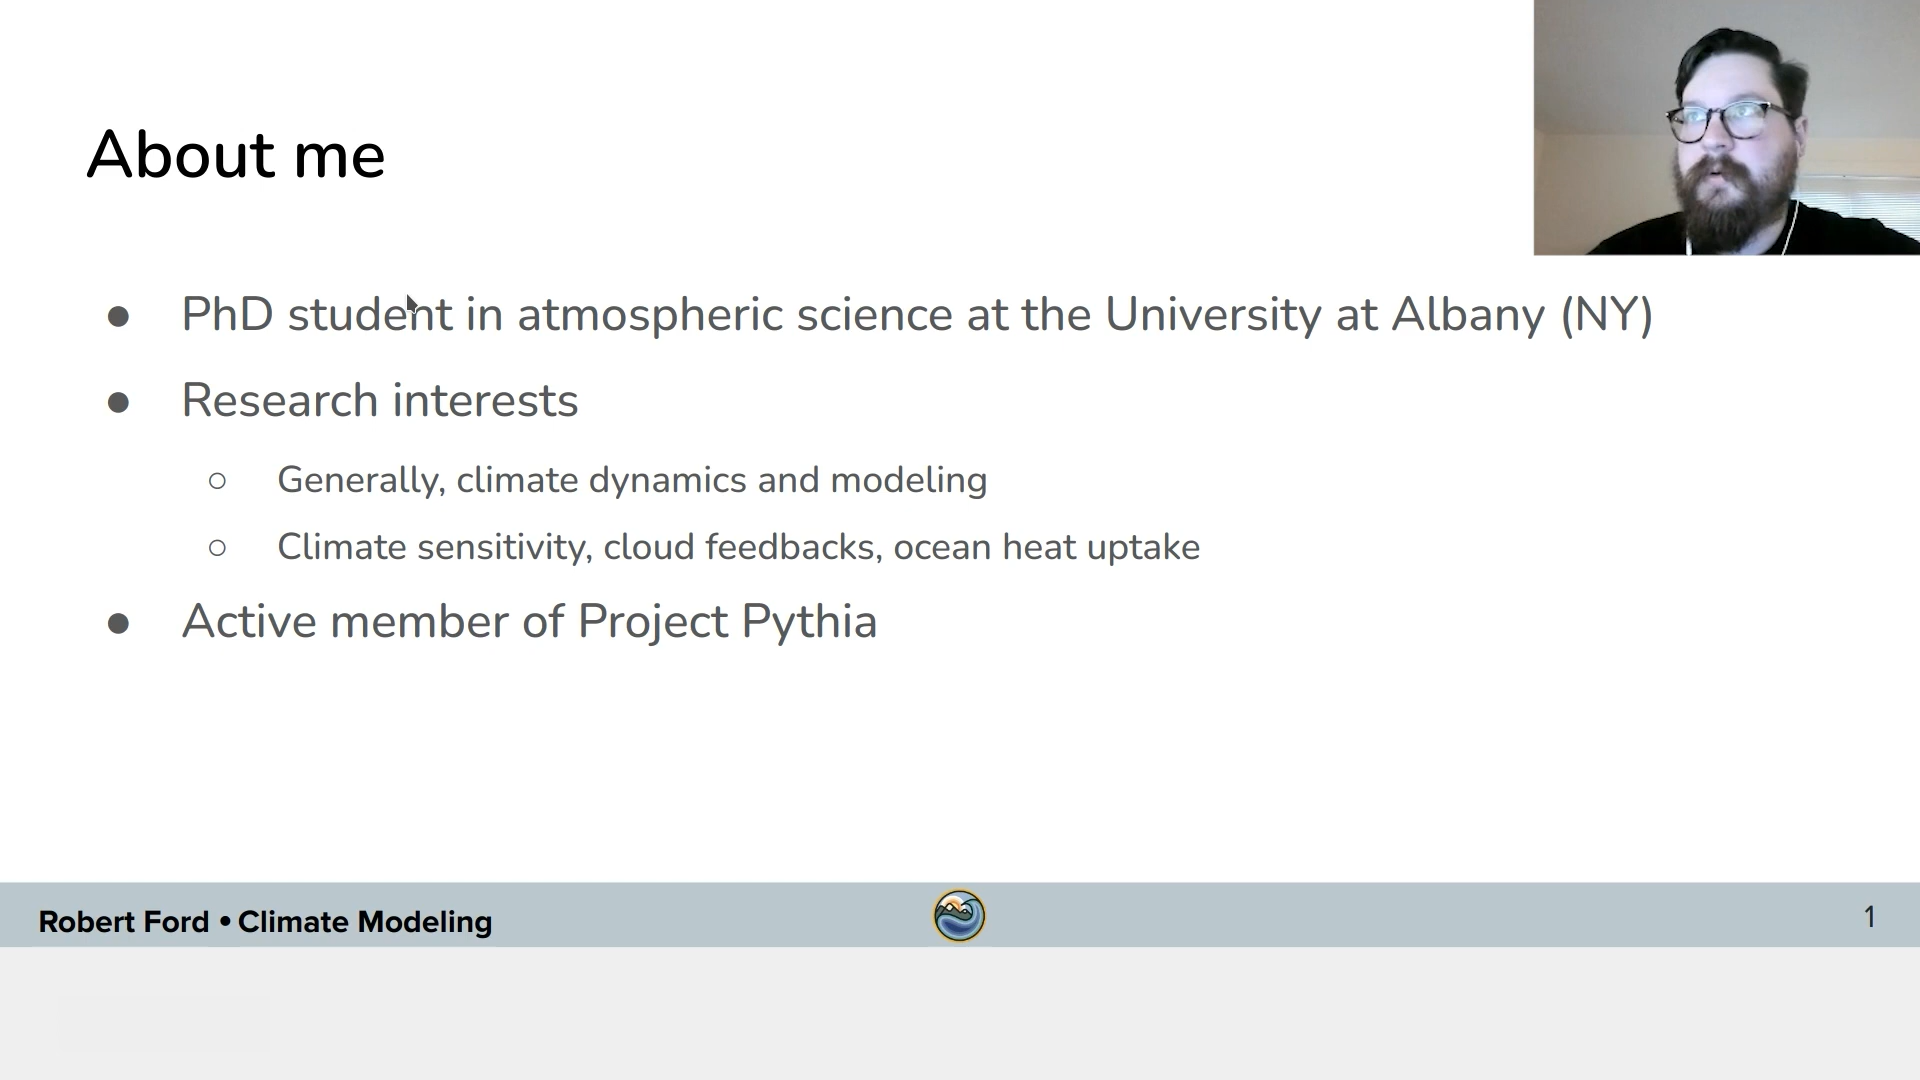 About me
● PhD student in atmospheric science at the University at Albany (NY)
● Research interests
○ Generally, climate dynamics and modeling
○ Climate sensitivity, cloud feedbacks, ocean heat uptake
● Active member of Project Pythia
Robert Ford • Climate Modeling
1